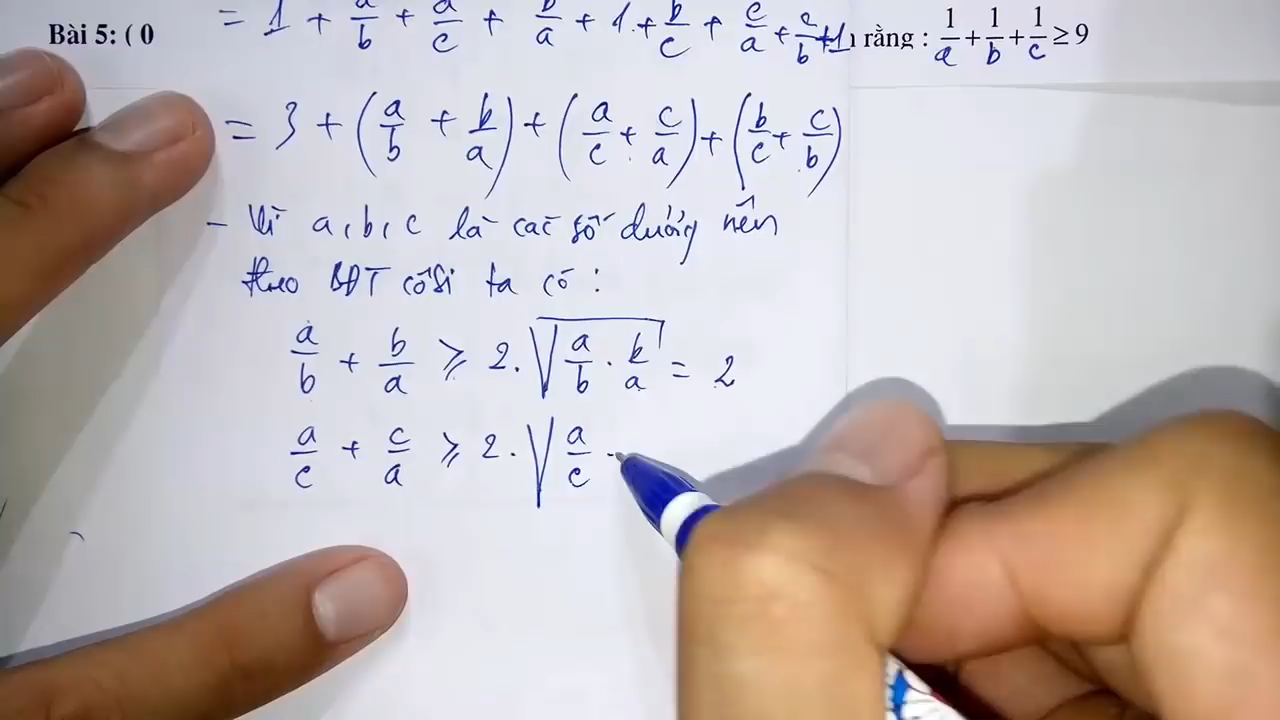 Bài 5: ( 0
rằng : 1/a + 1/b + 1/c ≥ 9
= 1 + a/b + a/c + b/a + 1 + b/c + c/a + c/b + 1
= 3 + (a/b + b/a) + (a/c + c/a) + (b/c + c/b)
- Vì a, b, c là các số dương nên
theo BĐT côsi ta có :
a/b + b/a ≥ 2.√(a/b . b/a) = 2
a/c + c/a ≥ 2.√a/c .